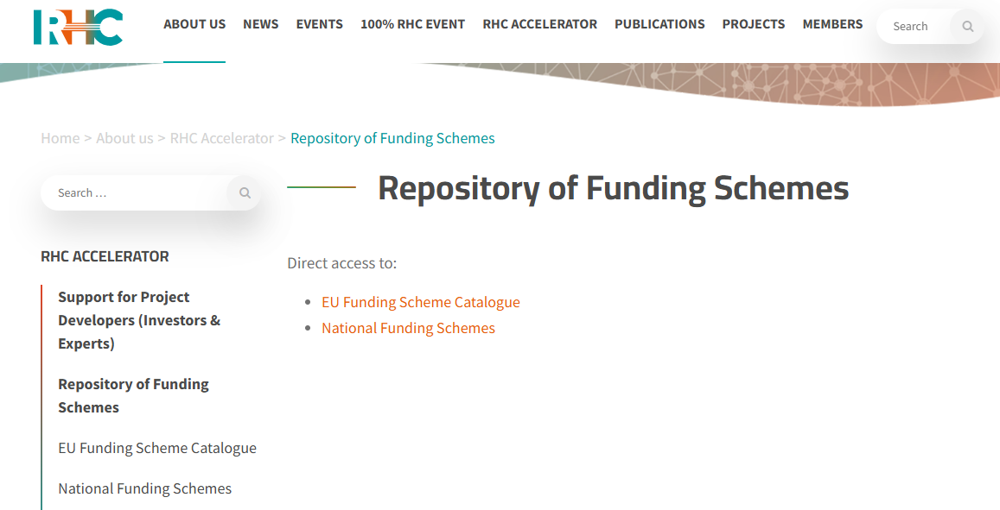 RHC
ABOUT US NEWS EVENTS 100% RHC EVENT RHC ACCELERATOR PUBLICATIONS PROJECTS MEMBERS Search
Home > About us > RHC Accelerator > Repository of Funding Schemes
Search ...
Repository of Funding Schemes
RHC ACCELERATOR
Support for Project
Developers (Investors &
Experts)
Repository of Funding
Schemes
EU Funding Scheme Catalogue
National Funding Schemes
Direct access to:
• EU Funding Scheme Catalogue
• National Funding Schemes